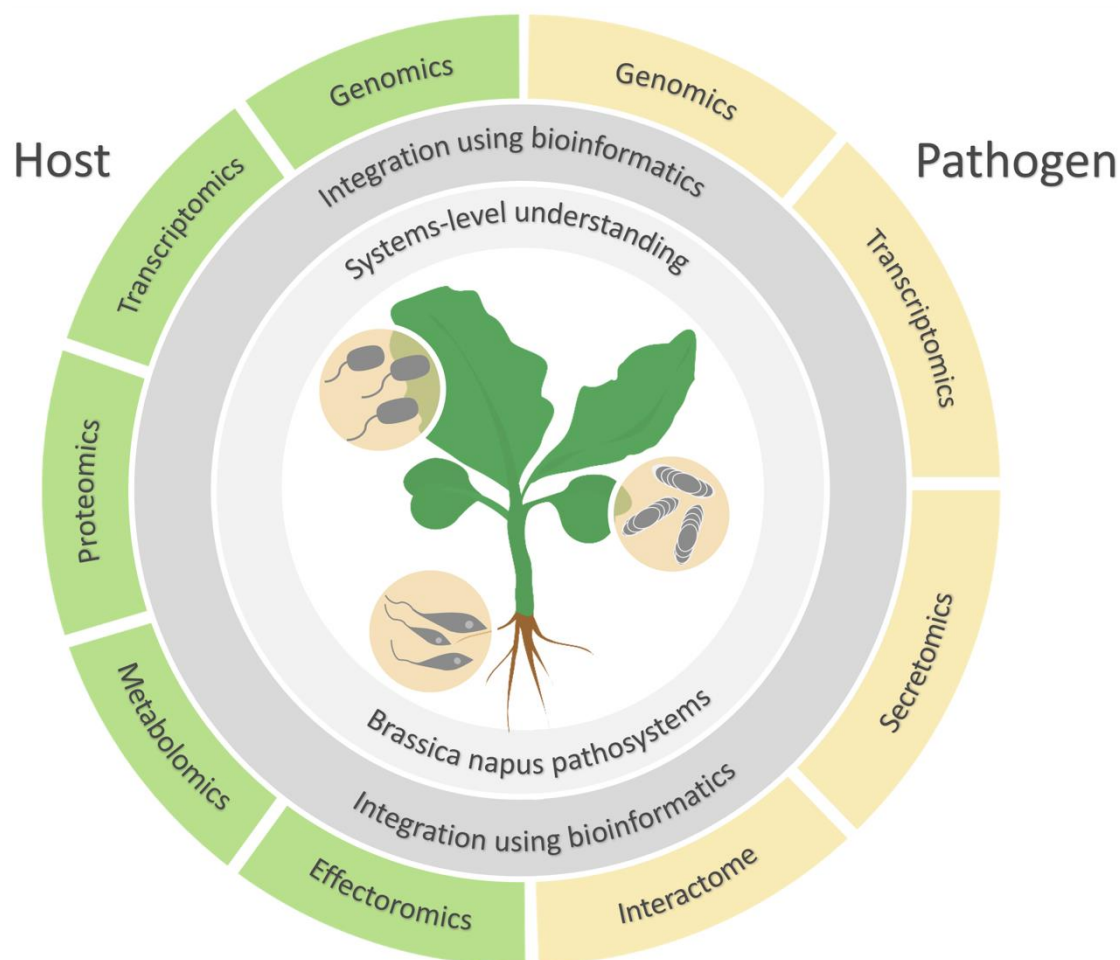 Host
Pathogen
Genomics
Transcriptomics
Proteomics
Metabolomics
Effectoromics
Genomics
Transcriptomics
Secretomics
Interactome
Integration using bioinformatics
Systems-level understanding
Brassica napus pathosystems
Integration using bioinformatics